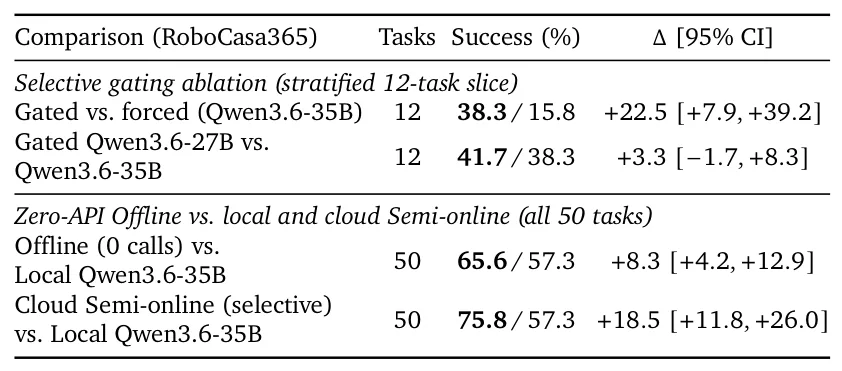 Comparison (RoboCasa365) Tasks Success (%) Δ [95% CI]
Selective gating ablation (stratified 12-task slice)
Gated vs. forced (Qwen3.6-35B) 12 38.3 / 15.8 +22.5 [+7.9, +39.2]
Gated Qwen3.6-27B vs.
Qwen3.6-35B 12 41.7 / 38.3 +3.3 [−1.7, +8.3]
Zero-API Offline vs. local and cloud Semi-online (all 50 tasks)
Offline (0 calls) vs.
Local Qwen3.6-35B 50 65.6 / 57.3 +8.3 [+4.2, +12.9]
Cloud Semi-online (selective)
vs. Local Qwen3.6-35B 50 75.8 / 57.3 +18.5 [+11.8, +26.0]